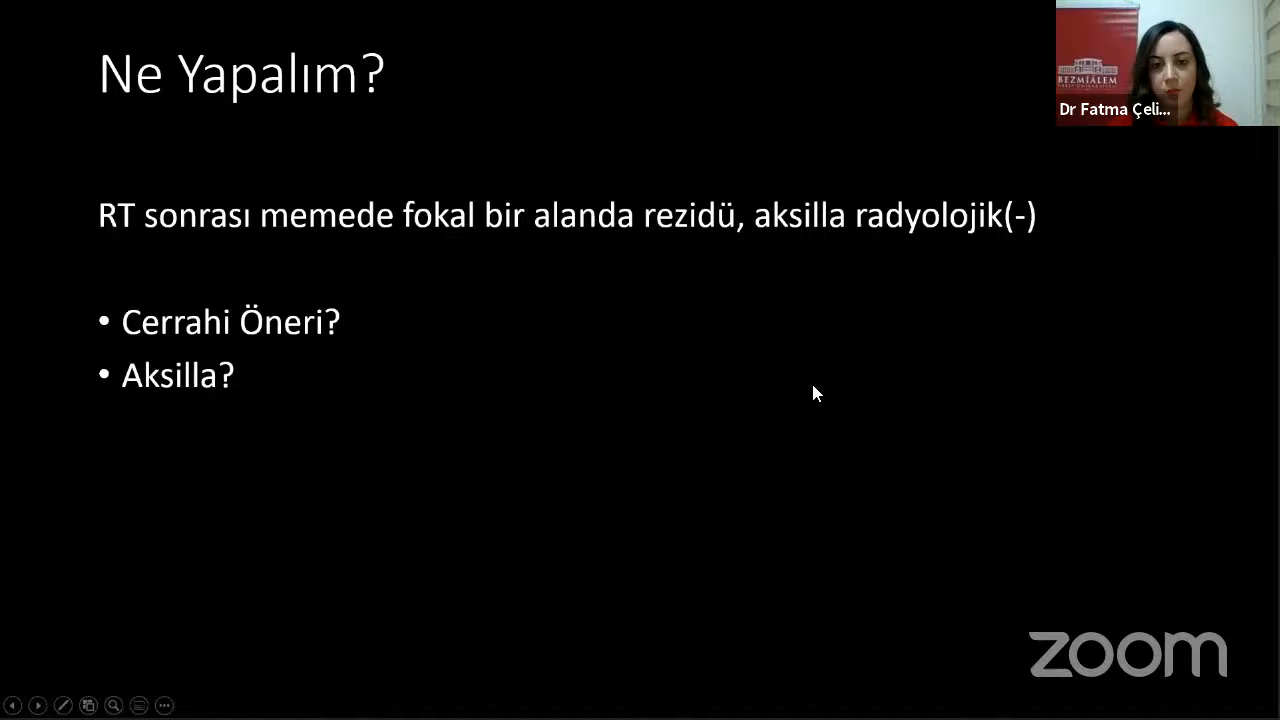 Ne Yapalım?
BEZMİÂLEM
Dr Fatma Çeli...
RT sonrası memede fokal bir alanda rezidü, aksilla radyolojik(-)
• Cerrahi Öneri?
• Aksilla?
zoom